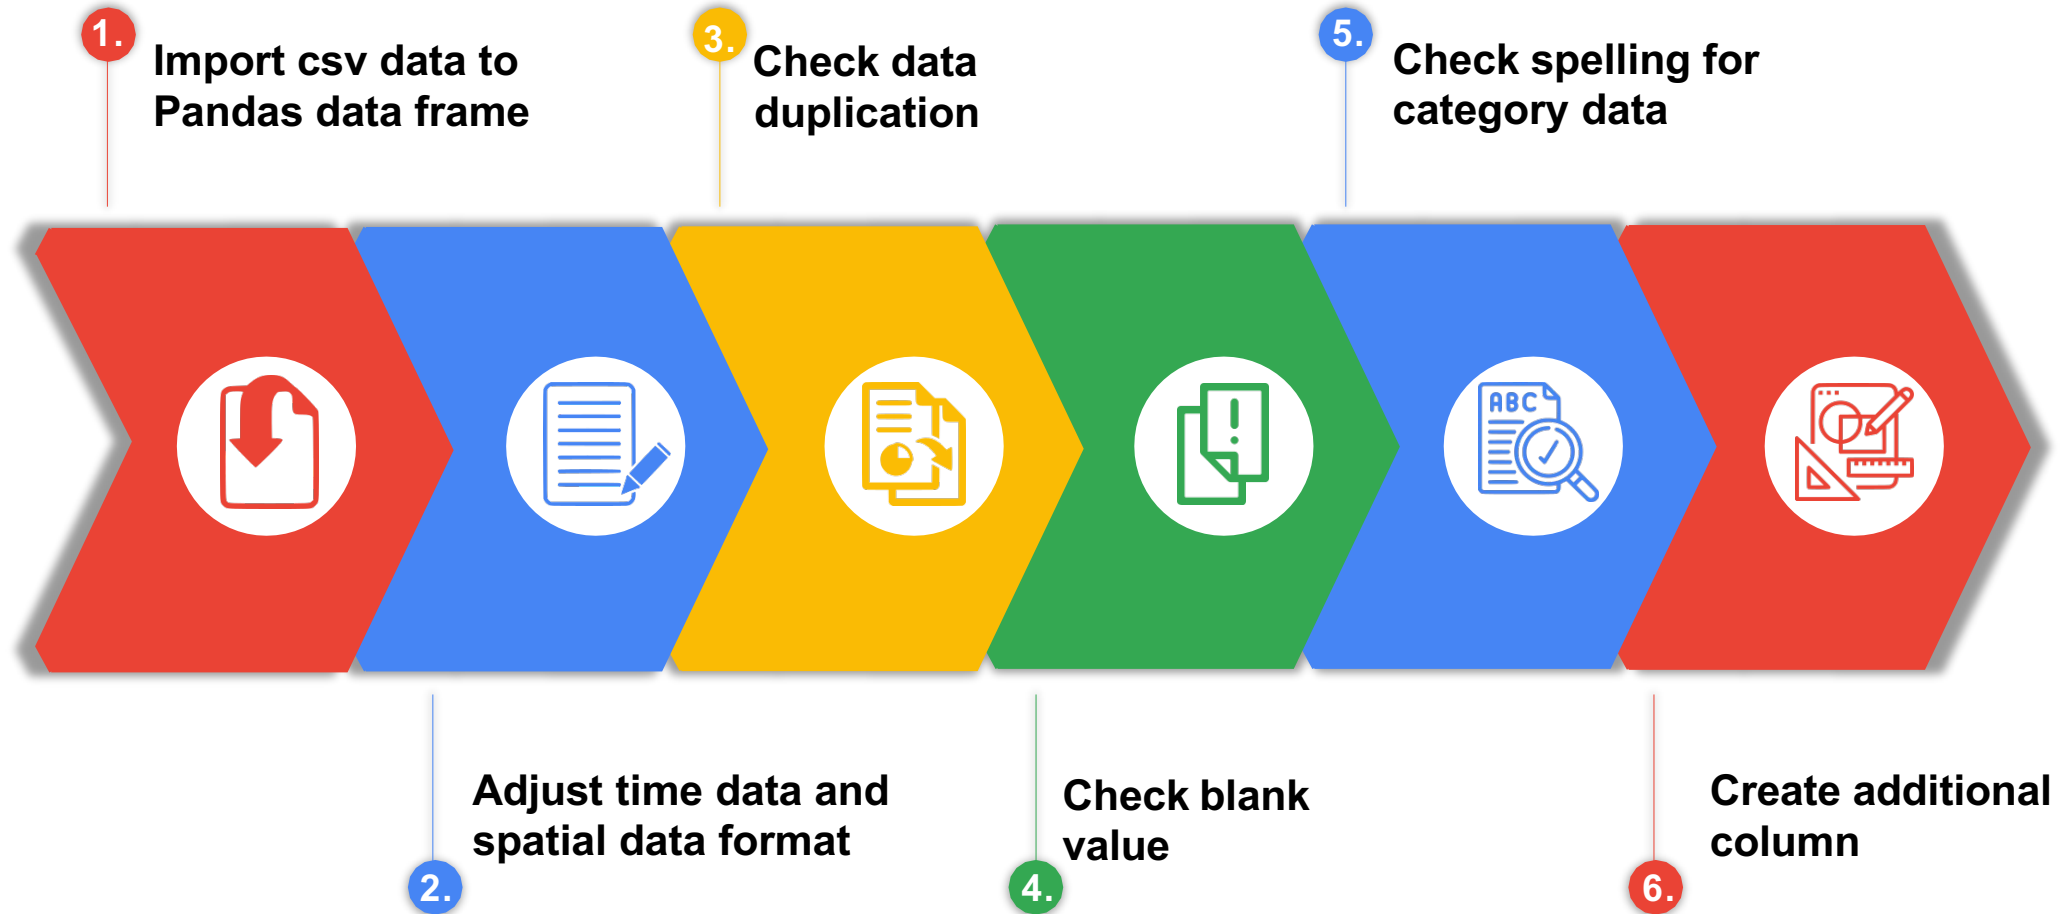 1.
Import csv data to
Pandas data frame
2.
Adjust time data and
spatial data format
3.
Check data
duplication
4.
Check blank
value
5.
Check spelling for
category data
ABC
6.
Create additional
column